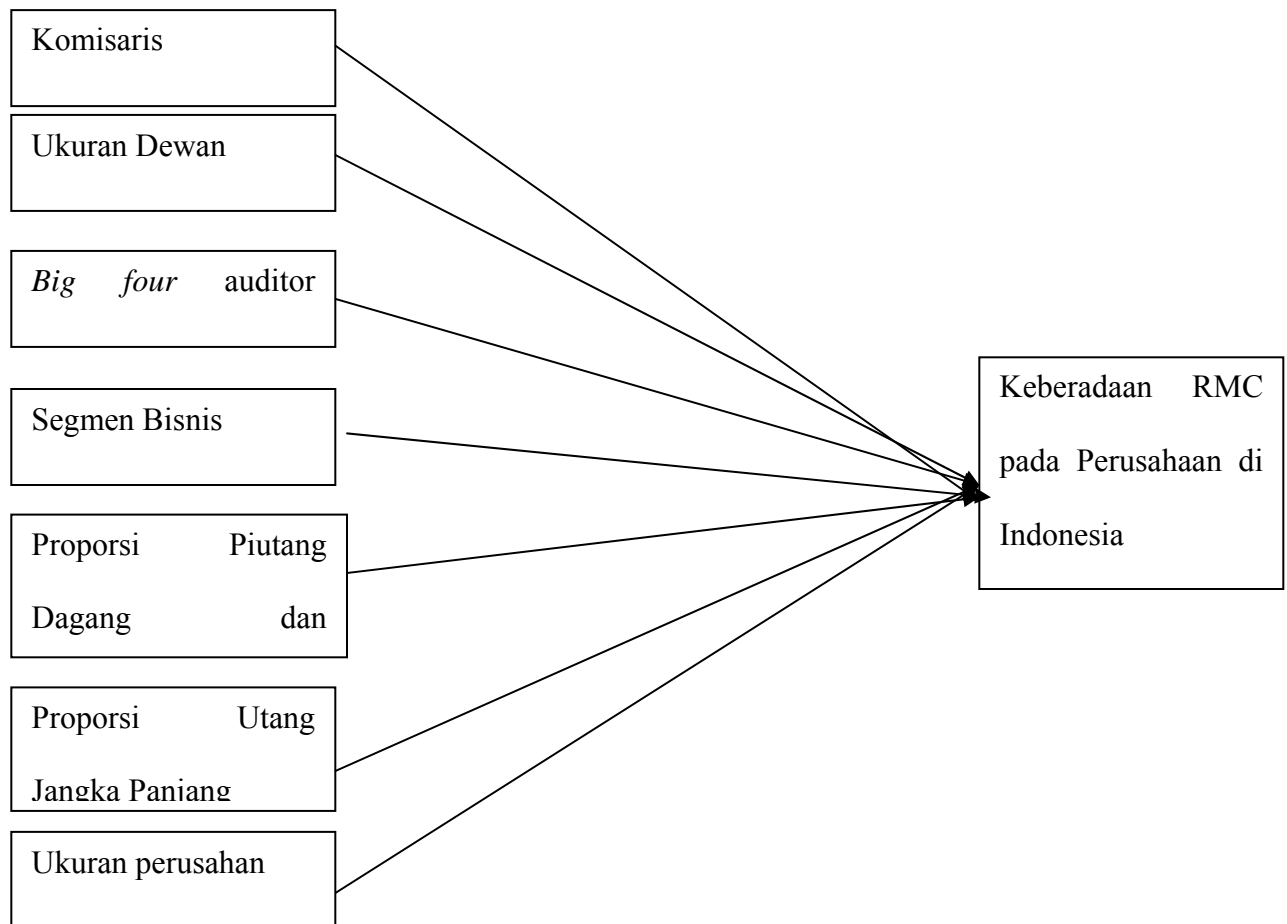 Komisaris
Ukuran Dewan
Big four auditor
Segmen Bisnis
Proporsi Piutang
Dagang dan
Proporsi Utang
Jangka Panjang
Ukuran perusahan
Keberadaan RMC
pada Perusahaan di
Indonesia